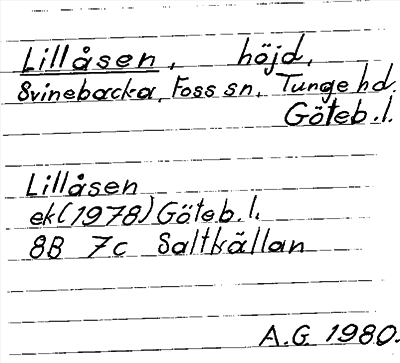 Lillåsen, höjd,
Svinebacka, Foss sn, Tunge hd.
Göteb.l.
Lillåsen
ek (1978) Göteb.l.
8B 7c Saltkällan
A.G 1980.